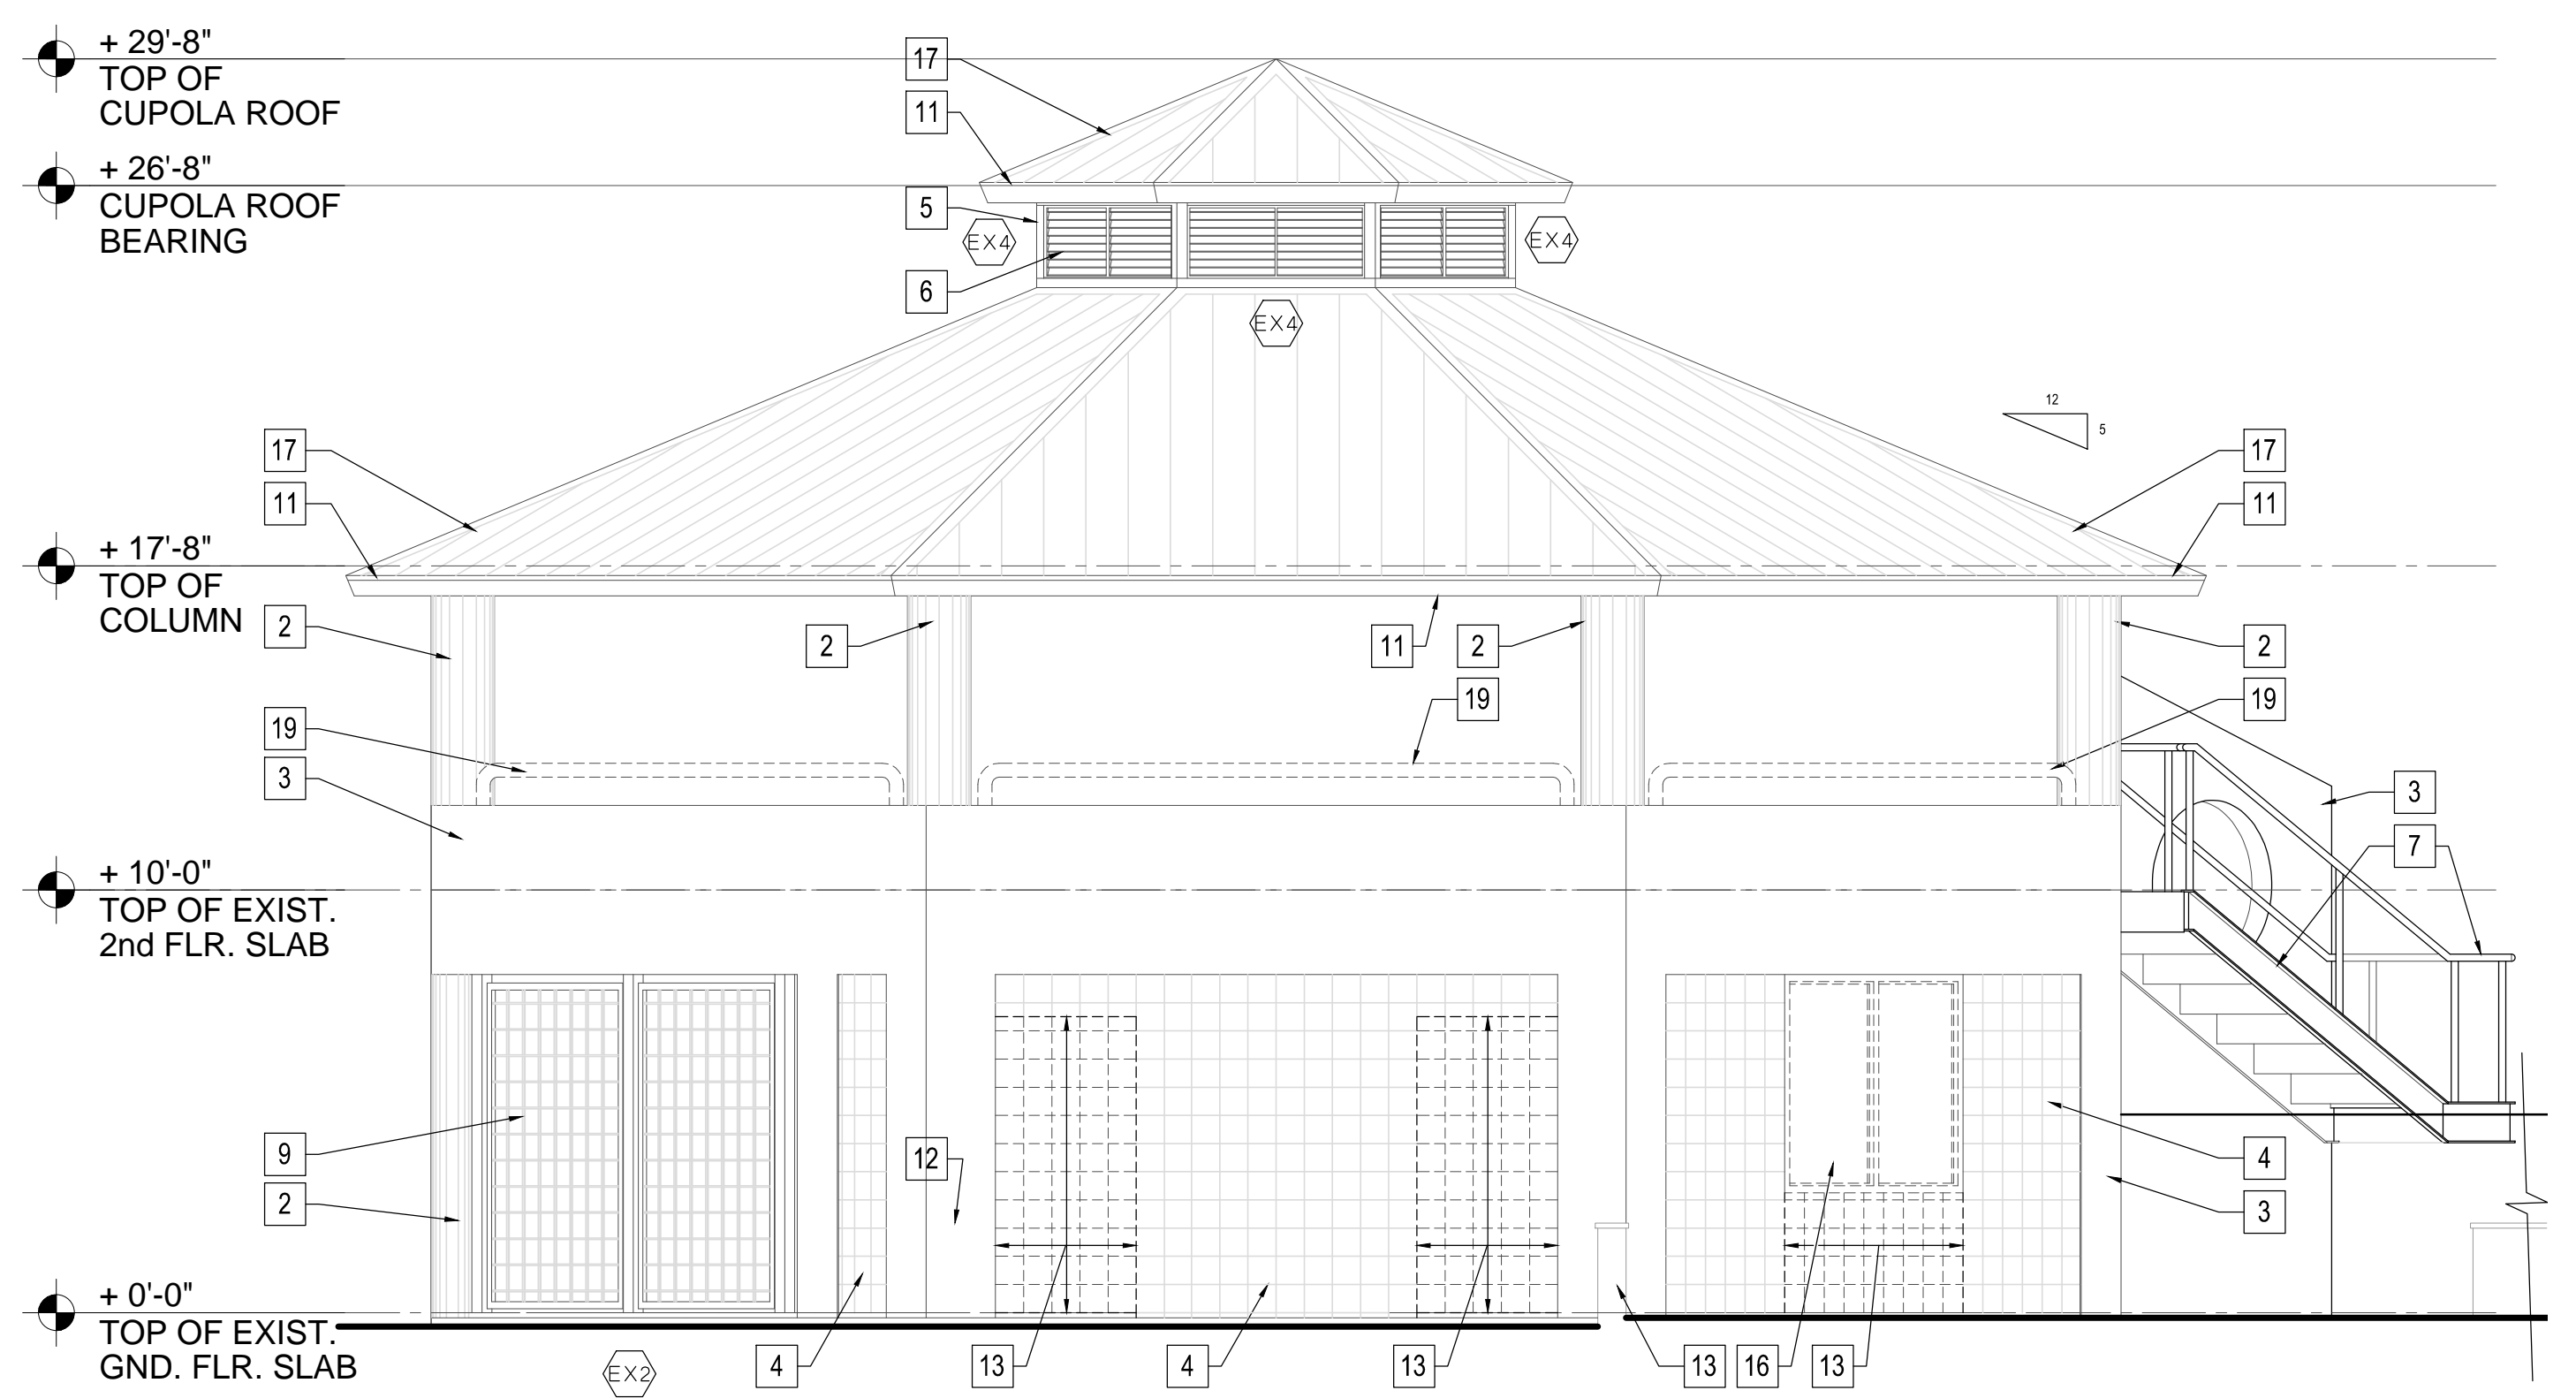 + 29'-8"
TOP OF
CUPOLA ROOF
+ 26'-8"
CUPOLA ROOF
BEARING
+ 17'-8"
TOP OF
COLUMN
+ 10'-0"
TOP OF EXIST.
2nd FLR. SLAB
+ 0'-0"
TOP OF EXIST.
GND. FLR. SLAB
17
11
5
EX4
EX4
6
EX4
12
5
17
11
17
11
2
2
11
2
2
19
19
19
3
3
7
9
2
12
4
3
EX2
4
13
4
13
13
16
13